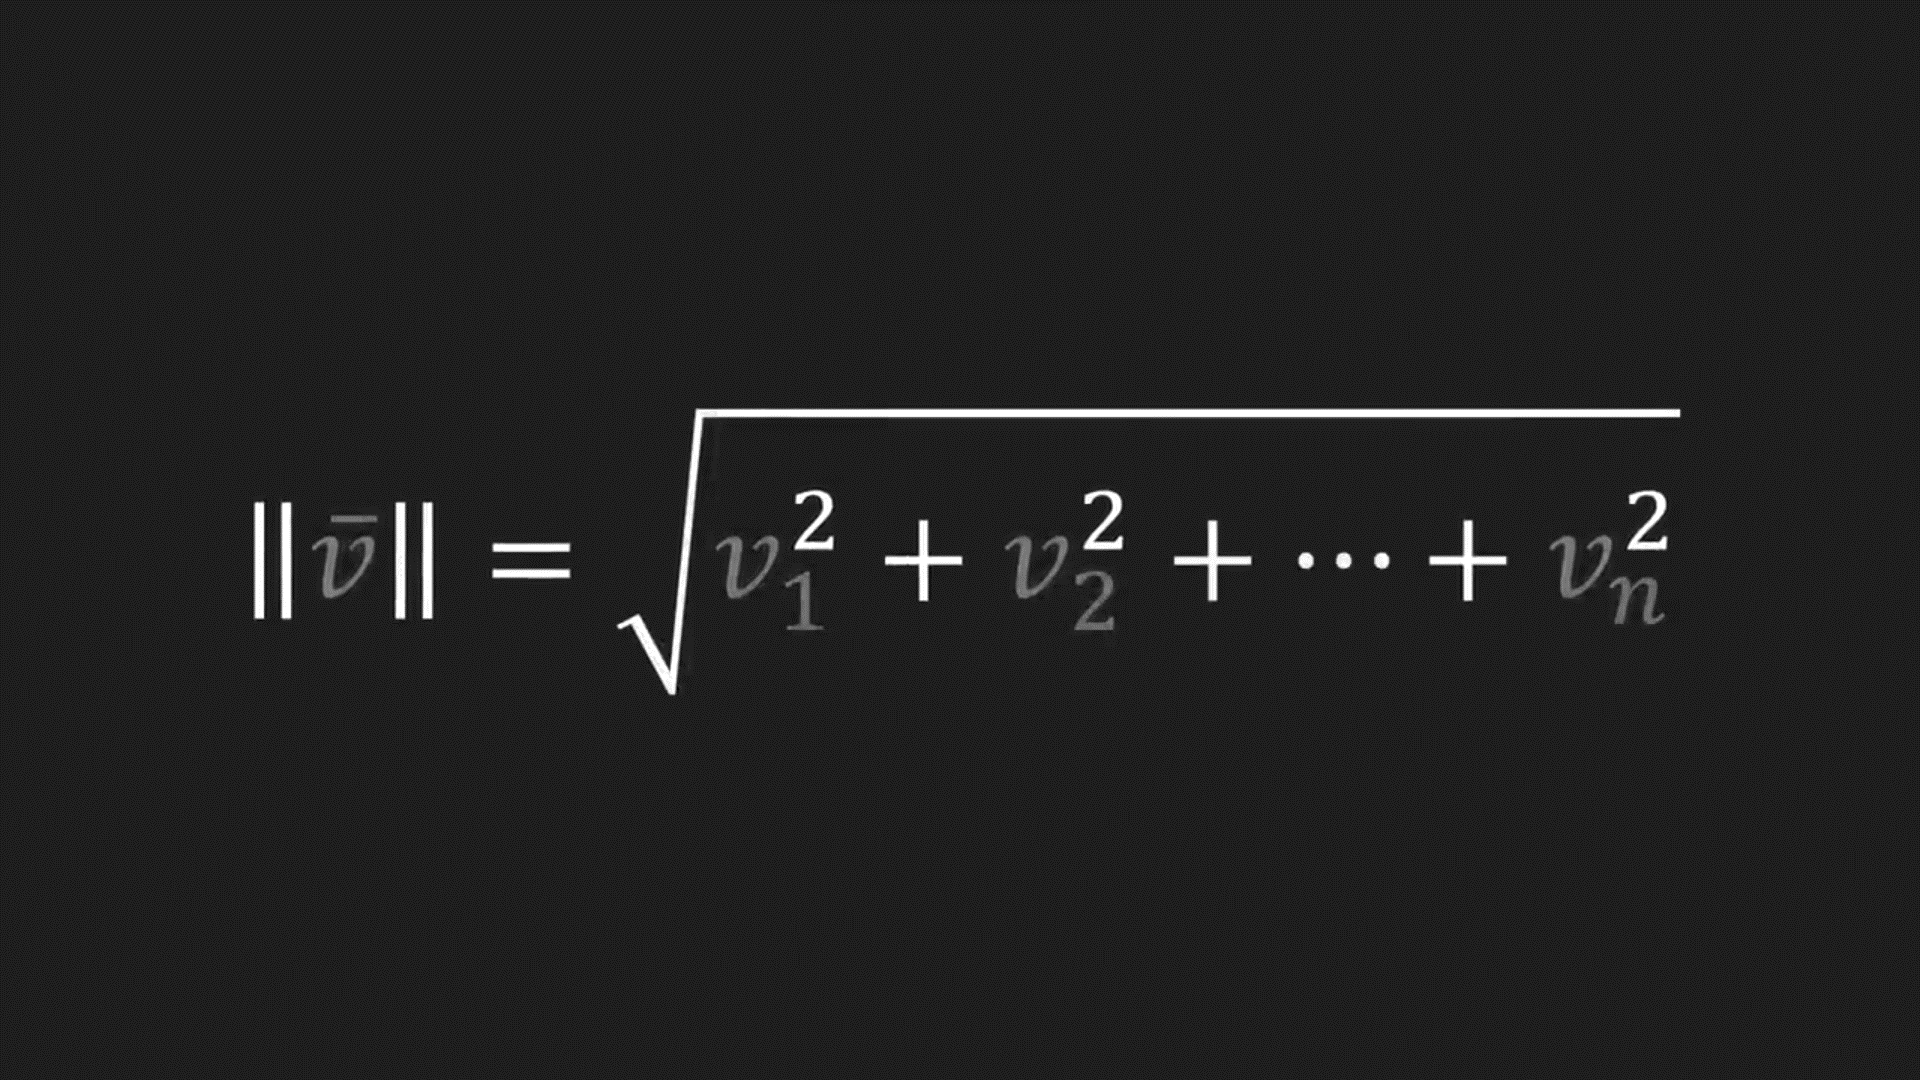 ‖v̄‖ = √(v₁² + v₂² + ⋯ + vₙ²)